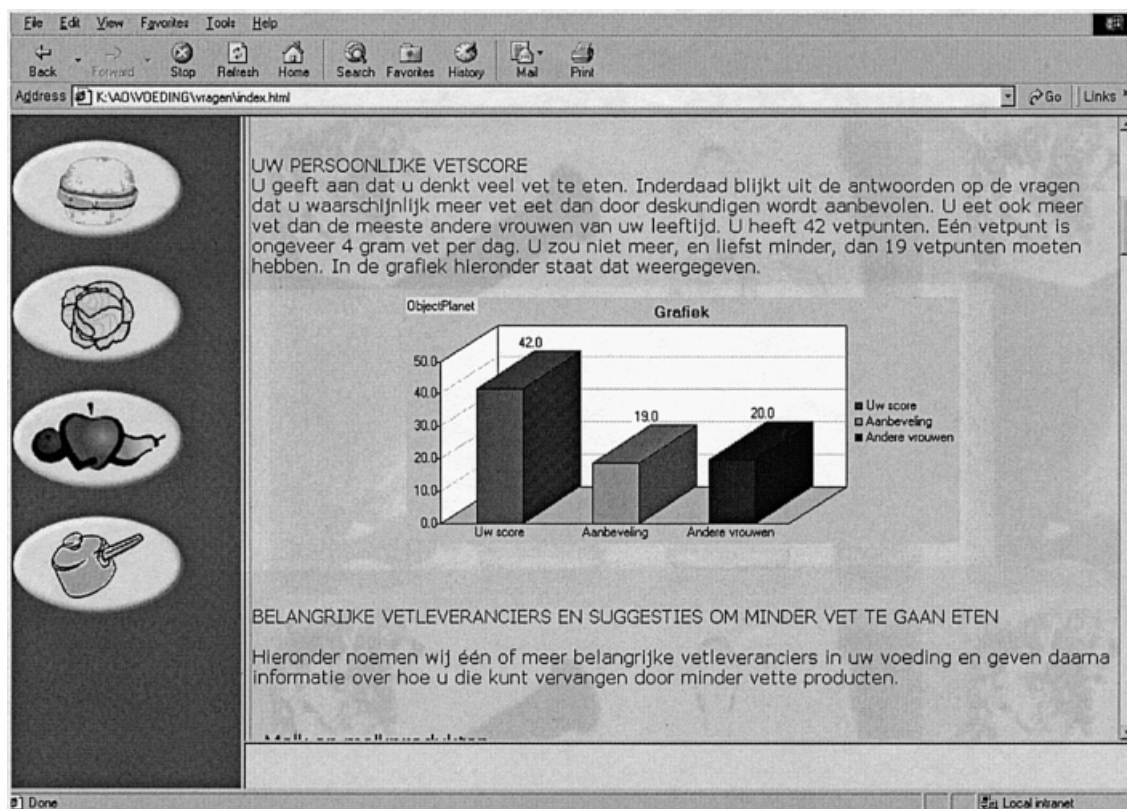 File Edit View Favorites Tools Help
Back Forward Stop Refresh Home Search Favorites History Mail Print
Address K:\AO\VOEDING\vragen\index.html Go Links
UW PERSOONLIJKE VETSCORE
U geeft aan dat u denkt veel vet te eten. Inderdaad blijkt uit de antwoorden op de vragen
dat u waarschijnlijk meer vet eet dan door deskundigen wordt aanbevolen. U eet ook meer
vet dan de meeste andere vrouwen van uw leeftijd. U heeft 42 vetpunten. Eén vetpunt is
ongeveer 4 gram vet per dag. U zou niet meer, en liefst minder, dan 19 vetpunten moeten
hebben. In de grafiek hieronder staat dat weergegeven.
ObjectPlanet
Grafiek
42.0
50.0
40.0
30.0
20.0
10.0
0.0
19.0
20.0
Uw score
Aanbeveling
Andere vrouwen
Uw score Aanbeveling Andere vrouwen
BELANGRIJKE VETLEVERANCIERS EN SUGGESTIES OM MINDER VET TE GAAN ETEN
Hieronder noemen wij één of meer belangrijke vetleveranciers in uw voeding en geven daarna
informatie over hoe u die kunt vervangen door minder vette producten.
Done Local intranet